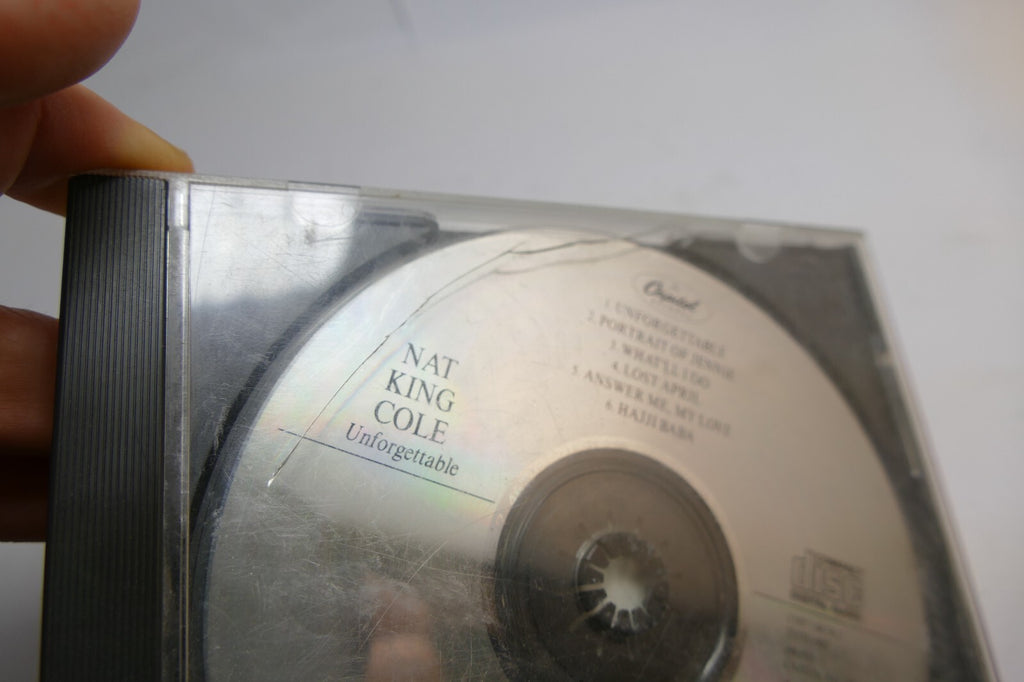 NAT
KING
COLE
Unforgettable
Capitol
1. UNFORGETTABLE
2. PORTRAIT OF JENNIE
3. WHAT'LL I DO
4. LOST APRIL
5. ANSWER ME, MY LOVE
6. HAJJI BABA
disc
DIGITAL AUDIO